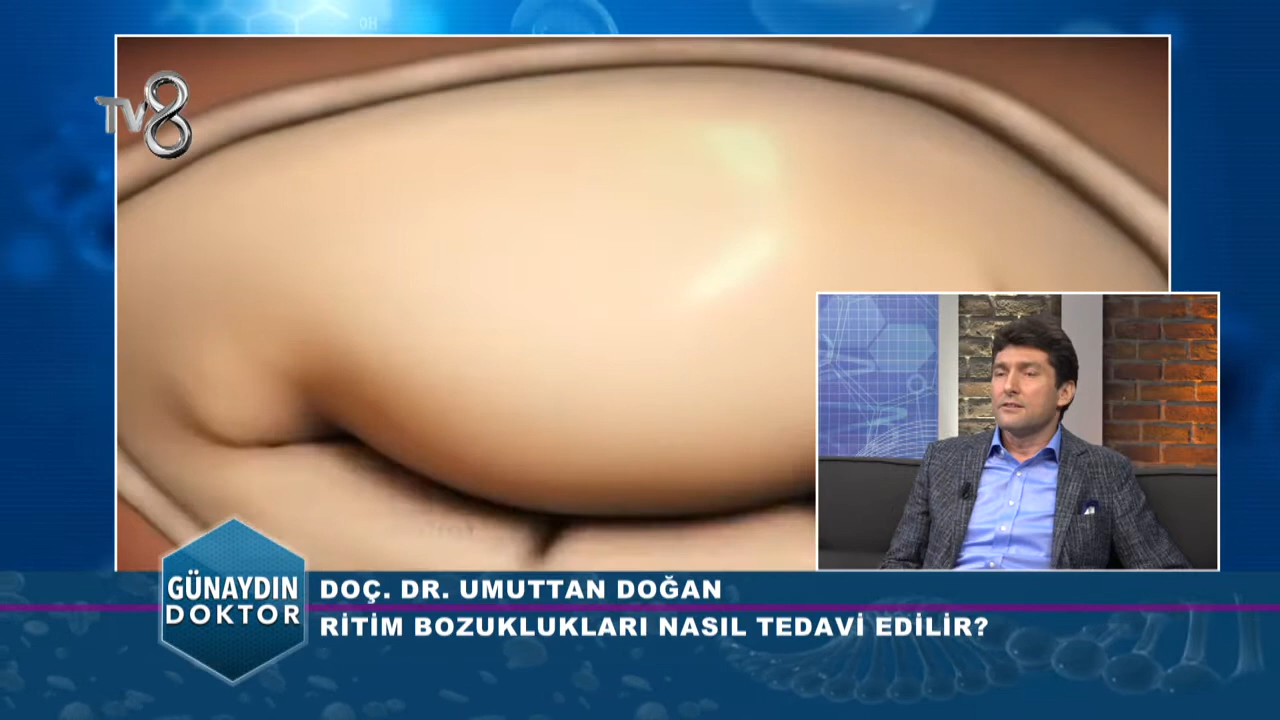 TV8
GÜNAYDIN
DOKTOR
DOÇ. DR. UMUTTAN DOĞAN
RİTİM BOZUKLUKLARI NASIL TEDAVİ EDİLİR?